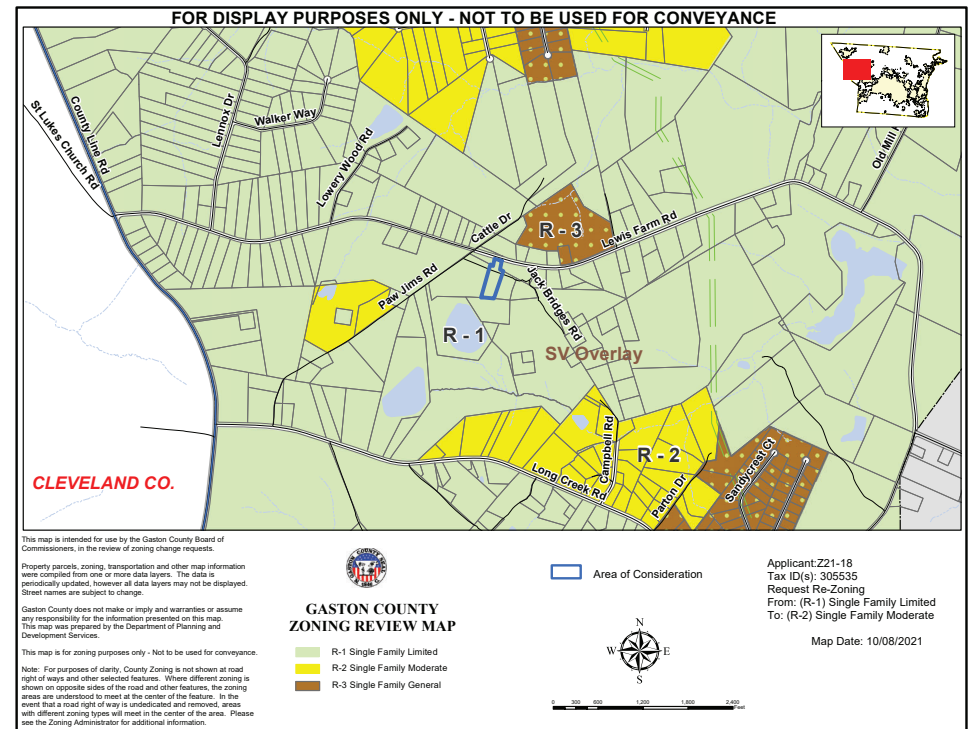 FOR DISPLAY PURPOSES ONLY - NOT TO BE USED FOR CONVEYANCE
St Lukes Church Rd
County Line Rd
Lennox Dr
Walker Way
Lowery Wood Rd
Old Mill
Cattle Dr
R - 3
Lewis Farm Rd
Paw Jims Rd
Jack Bridges Rd
R - 1
SV Overlay
Campbell Rd
R - 2
Long Creek Rd
Parton Dr
Sandycrest Ct
CLEVELAND CO.
This map is intended for use by the Gaston County Board of
Commissioners, in the review of zoning change requests.
Property parcels, zoning, transportation and other map information
were compiled from one or more data layers. The data is
periodically updated, however all data layers may not be displayed.
Street names are subject to change.
Gaston County does not make or imply and warranties or assume
any responsibility for the information presented on this map.
This map was prepared by the Department of Planning and
Development Services.
This map is for zoning purposes only - Not to be used for conveyance.
Note: For purposes of clarity, County Zoning is not shown at road
right of ways and other selected features. Where different zoning is
shown on opposite sides of the road and other features, the zoning
areas are understood to meet at the center of the feature. In the
event that a road right of way is undedicated and removed, areas
with different zoning types will meet in the center of the area. Please
see the Zoning Administrator for additional information.
GASTON COUNTY
ZONING REVIEW MAP
R-1 Single Family Limited
R-2 Single Family Moderate
R-3 Single Family General
Area of Consideration
N
W
E
S
0 300 600 1,200 1,800 2,400
Feet
Applicant:Z21-18
Tax ID(s): 305535
Request Re-Zoning
From: (R-1) Single Family Limited
To: (R-2) Single Family Moderate
Map Date: 10/08/2021